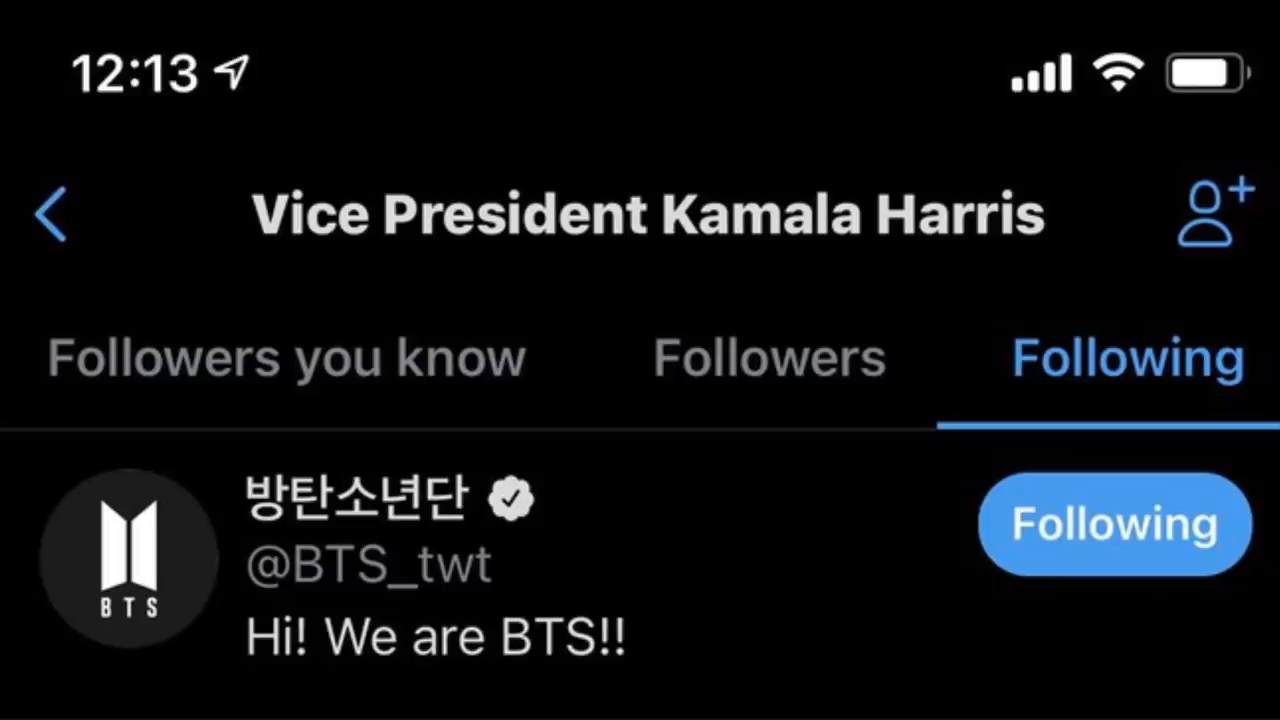 12:13
Vice President Kamala Harris
Followers you know Followers Following
방탄소년단
@BTS_twt
Following
Hi! We are BTS!!
BTS